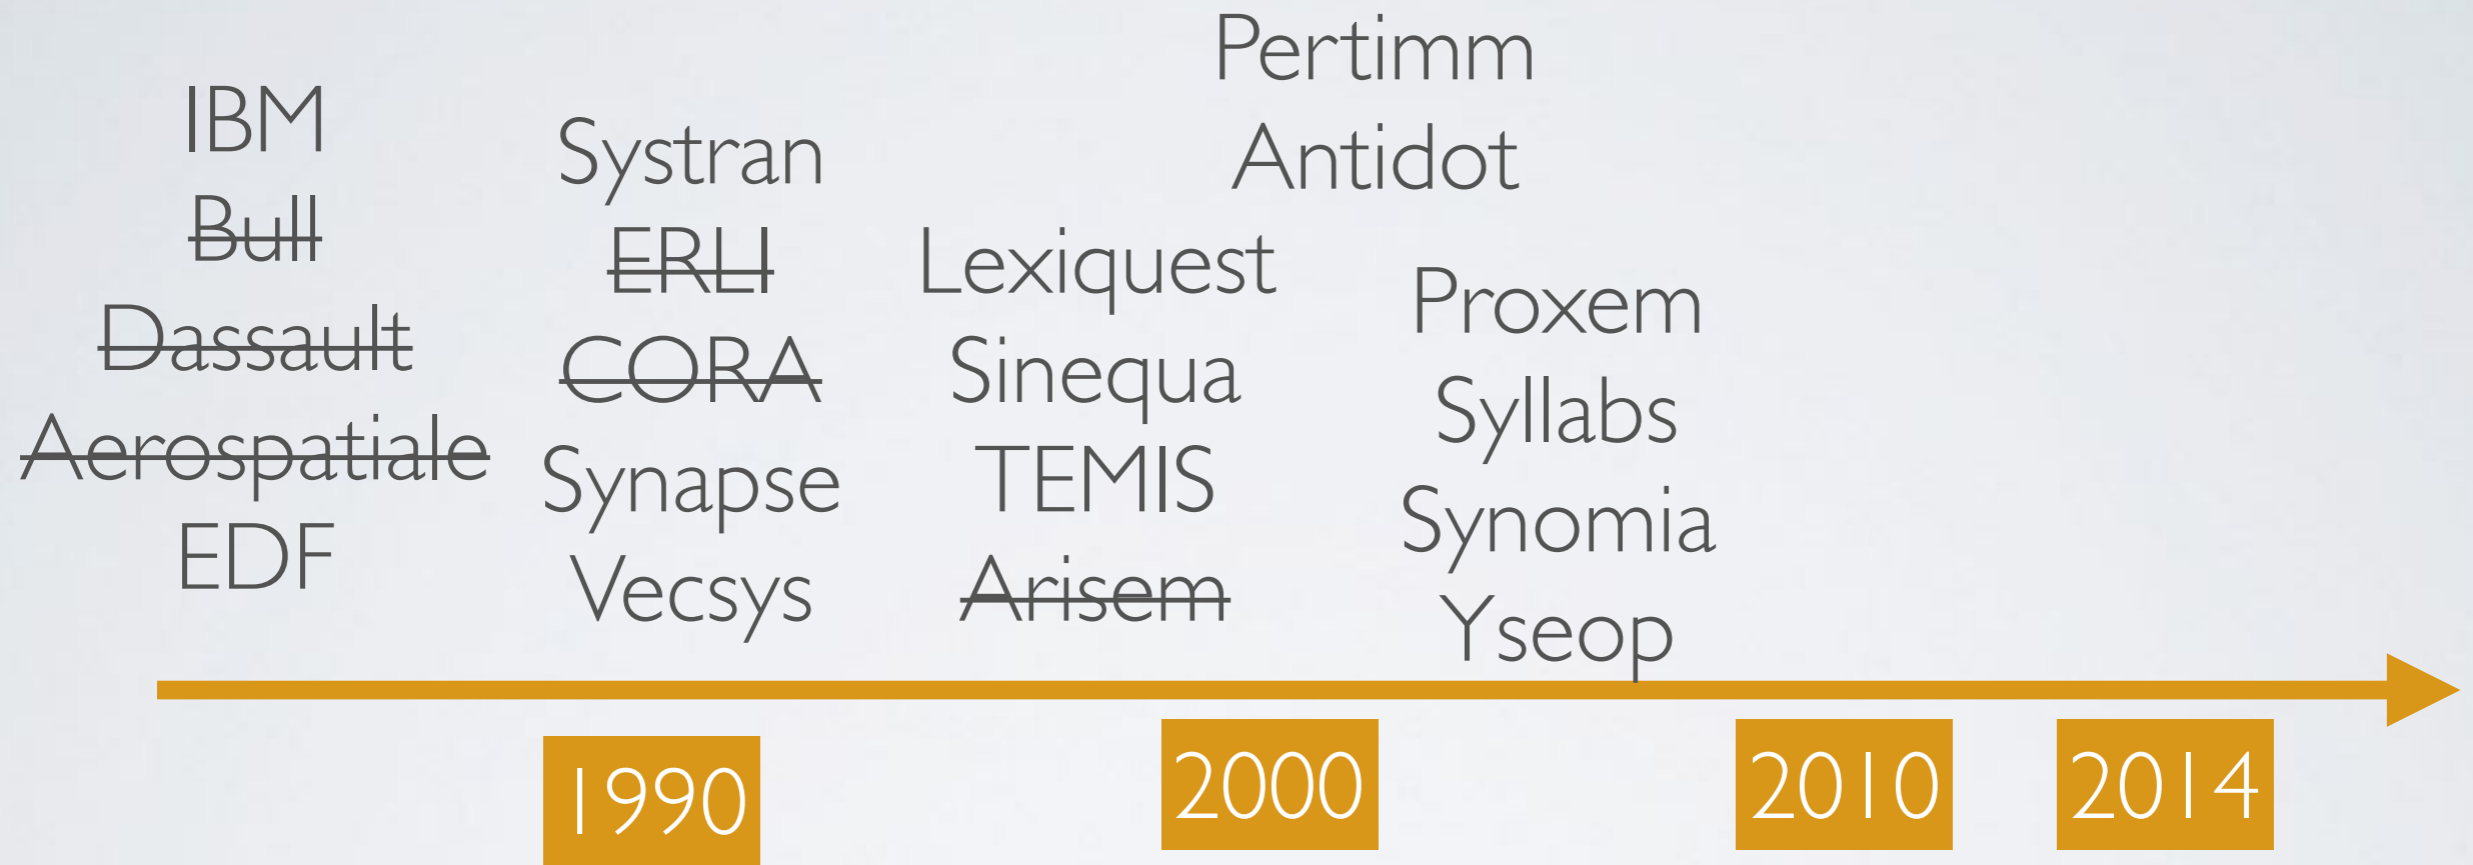 IBM
Bull
Dassault
Aerospatiale
EDF
Systran
ERLI
CORA
Synapse
Vecsys
Lexiquest
Sinequa
TEMIS
Arisem
Pertimm
Antidot
Proxem
Syllabs
Synomia
Yseop
1990
2000
2010
2014